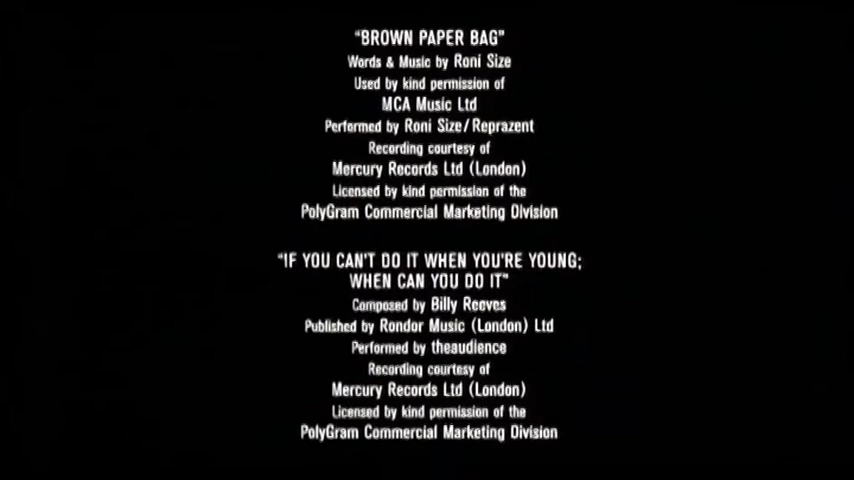 "BROWN PAPER BAG"
Words & Music by Roni Size
Used by kind permission of
MCA Music Ltd
Performed by Roni Size/Reprazent
Recording courtesy of
Mercury Records Ltd (London)
Licensed by kind permission of the
PolyGram Commercial Marketing Division
"IF YOU CAN'T DO IT WHEN YOU'RE YOUNG;
WHEN CAN YOU DO IT"
Composed by Billy Reeves
Published by Rondor Music (London) Ltd
Performed by theaudience
Recording courtesy of
Mercury Records Ltd (London)
Licensed by kind permission of the
PolyGram Commercial Marketing Division